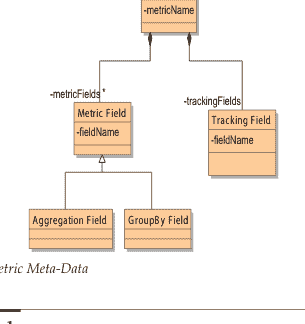 -metricName
-metricFields *
-trackingFields
Metric Field
-fieldName
Tracking Field
-fieldName
Aggregation Field
GroupBy Field
etric Meta-Data